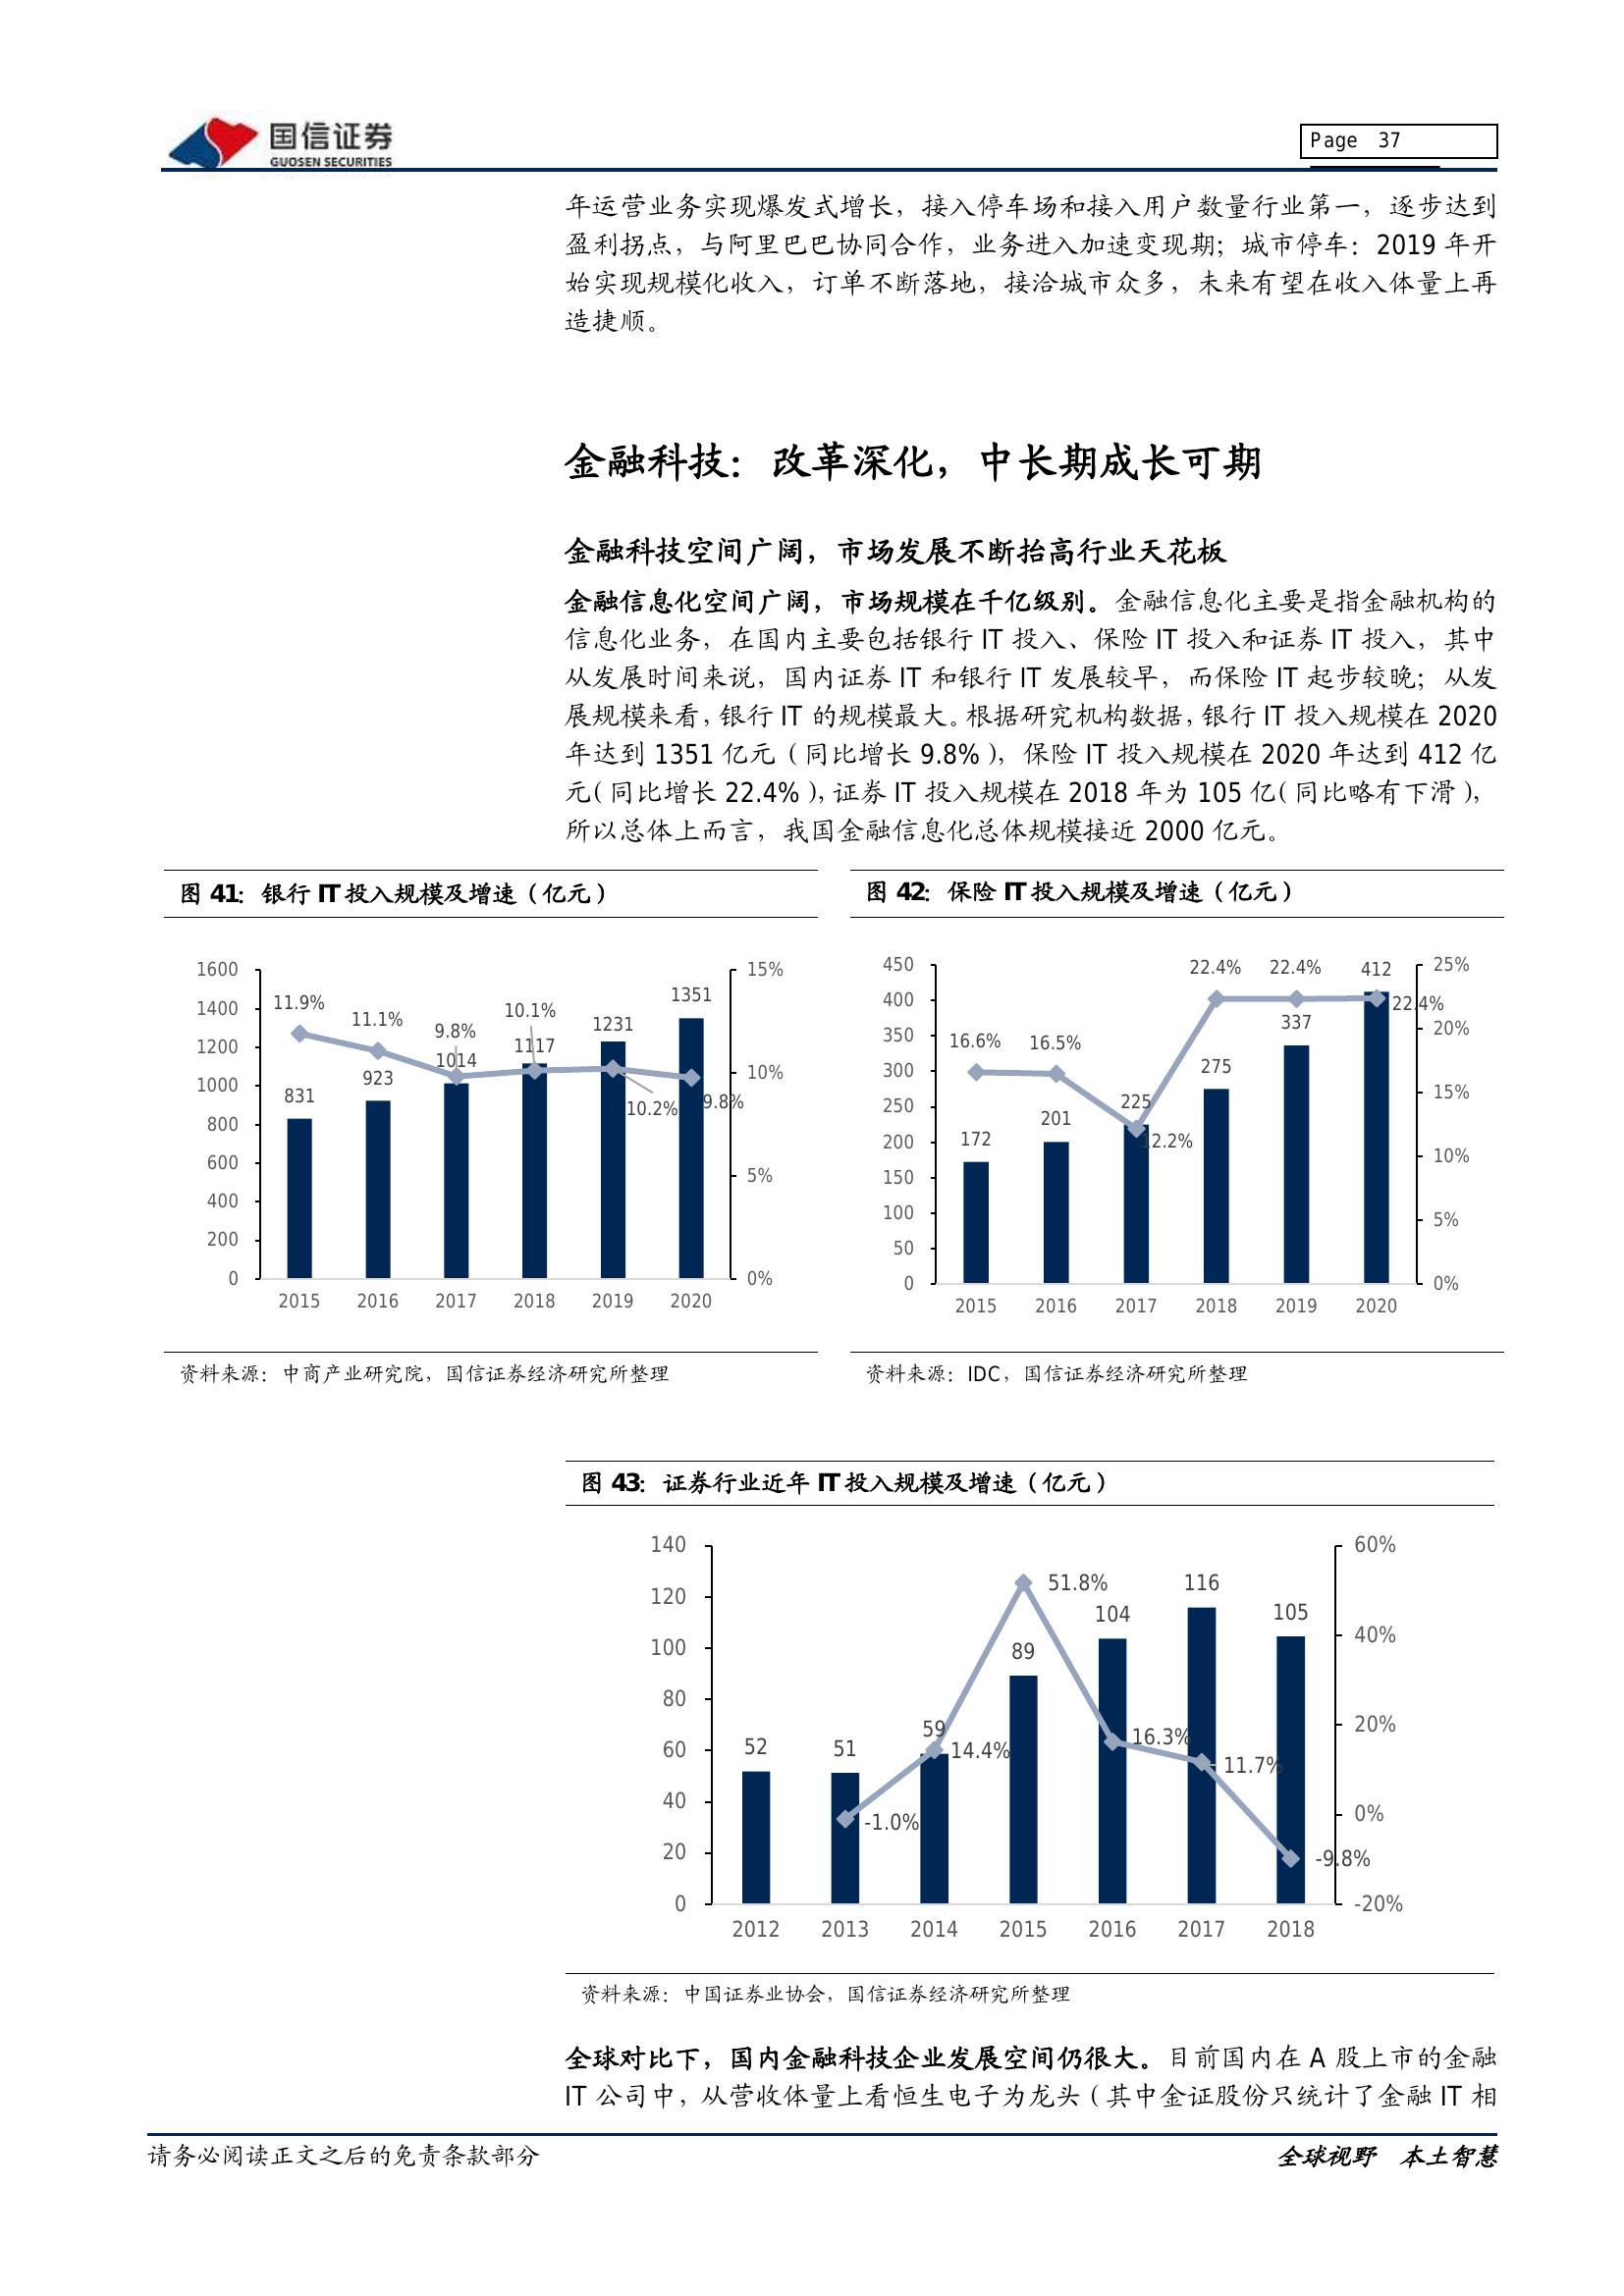 国信证券
GUOSEN SECURITIES
Page 37
年运营业务实现爆发式增长，接入停车场和接入用户数量行业第一，逐步达到
盈利拐点，与阿里巴巴协同合作，业务进入加速变现期；城市停车：2019 年开
始实现规模化收入，订单不断落地，接洽城市众多，未来有望在收入体量上再
造捷顺。
金融科技：改革深化，中长期成长可期
金融科技空间广阔，市场发展不断抬高行业天花板
金融信息化空间广阔，市场规模在千亿级别。金融信息化主要是指金融机构的
信息化业务，在国内主要包括银行 IT 投入、保险 IT 投入和证券 IT 投入，其中
从发展时间来说，国内证券 IT 和银行 IT 发展较早，而保险 IT 起步较晚；从发
展规模来看，银行 IT 的规模最大。根据研究机构数据，银行 IT 投入规模在 2020
年达到 1351 亿元（同比增长 9.8%），保险 IT 投入规模在 2020 年达到 412 亿
元（同比增长 22.4%），证券 IT 投入规模在 2018 年为 105 亿（同比略有下滑），
所以总体上而言，我国金融信息化总体规模接近 2000 亿元。
图 41：银行 IT 投入规模及增速（亿元）
1600
1400
1200
1000
800
600
400
200
0
15%
10%
5%
0%
11.9%
11.1%
9.8%
10.1%
10.2%
9.8%
831
923
1014
1117
1231
1351
2015 2016 2017 2018 2019 2020
资料来源：中商产业研究院，国信证券经济研究所整理
图 42：保险 IT 投入规模及增速（亿元）
450
400
350
300
250
200
150
100
50
0
25%
20%
15%
10%
5%
0%
16.6%
16.5%
12.2%
22.4%
22.4%
22.4%
172
201
225
275
337
412
2015 2016 2017 2018 2019 2020
资料来源：IDC，国信证券经济研究所整理
图 43：证券行业近年 IT 投入规模及增速（亿元）
140
120
100
80
60
40
20
0
60%
40%
20%
0%
-20%
52
51
59
89
104
116
105
-1.0%
14.4%
51.8%
16.3%
11.7%
-9.8%
2012 2013 2014 2015 2016 2017 2018
资料来源：中国证券业协会，国信证券经济研究所整理
全球对比下，国内金融科技企业发展空间仍很大。目前国内在 A 股上市的金融
IT 公司中，从营收体量上看恒生电子为龙头（其中金证股份只统计了金融 IT 相
请务必阅读正文之后的免责条款部分
全球视野 本土智慧